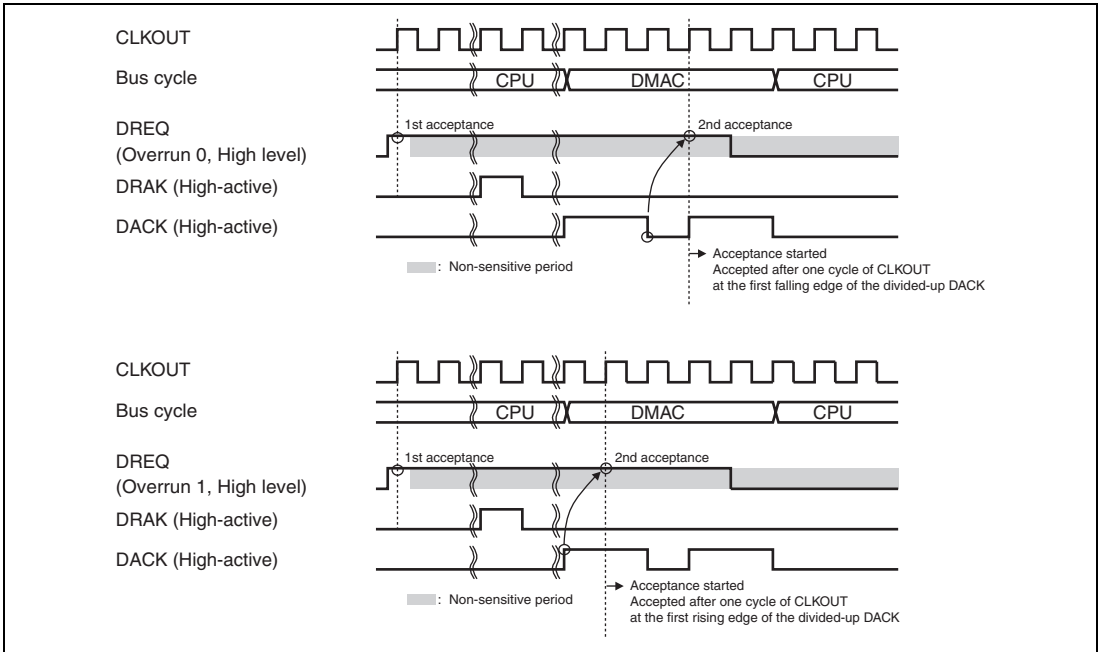 CLKOUT
Bus cycle
CPU
DMAC
CPU
DREQ
(Overrun 0, High level)
1st acceptance
2nd acceptance
DRAK (High-active)
DACK (High-active)
: Non-sensitive period
Acceptance started
Accepted after one cycle of CLKOUT
at the first falling edge of the divided-up DACK
CLKOUT
Bus cycle
CPU
DMAC
CPU
DREQ
(Overrun 1, High level)
1st acceptance
2nd acceptance
DRAK (High-active)
DACK (High-active)
: Non-sensitive period
Acceptance started
Accepted after one cycle of CLKOUT
at the first rising edge of the divided-up DACK